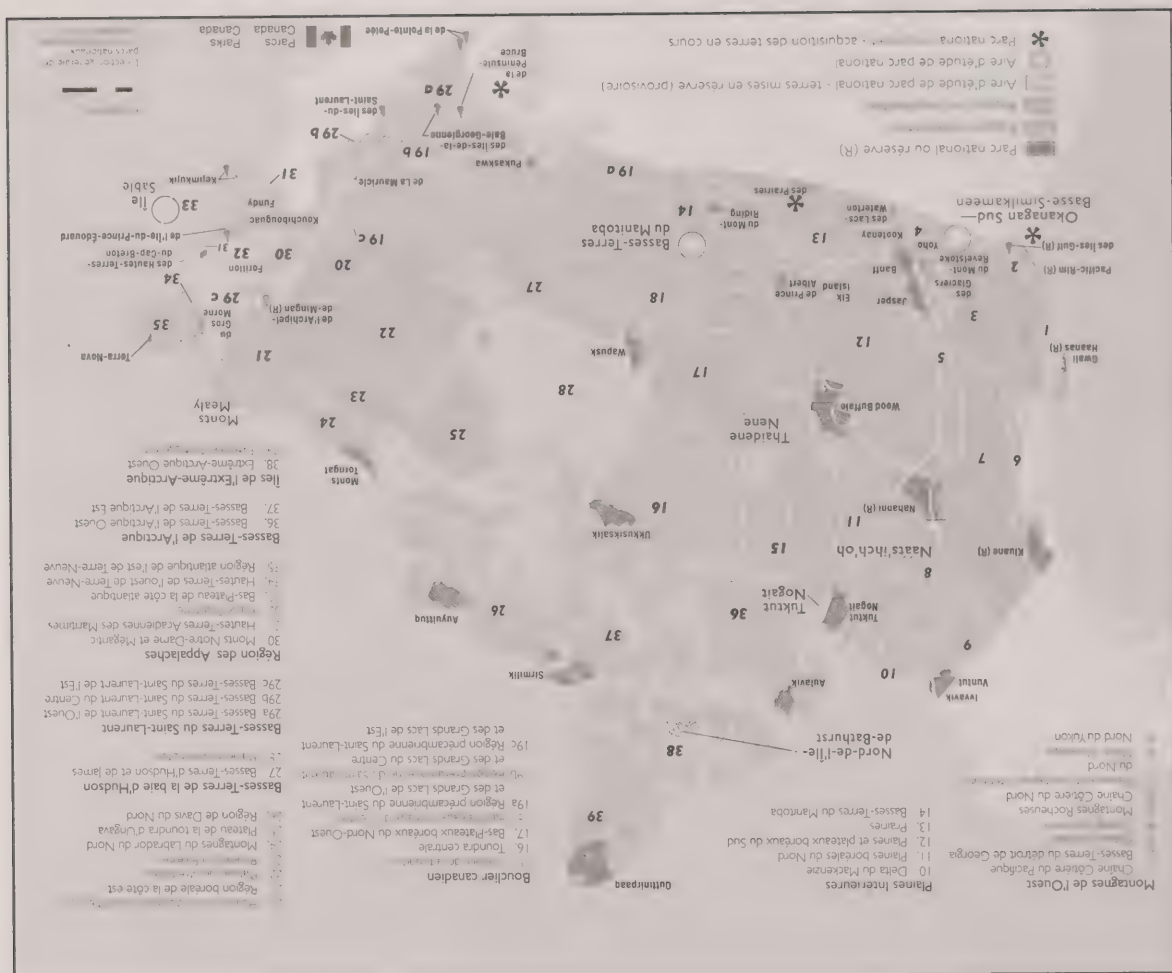 Montagnes de l'Ouest
Chaîne Côtière du Pacifique
Basses-Terres du détroit de Georgia
Montagnes Rocheuses
Chaîne Côtière du Nord
du Nord
Nord du Yukon
Plaines Intérieures
10 Delta du Mackenzie
11. Plaines boréales du Nord
12. Plaines et plateaux boréaux du Sud
13. Prairies
14 Basses-Terres du Manitoba
Bouclier canadien
16. Toundra centrale
17. Bas-Plateaux boréaux du Nord-Ouest
19a Région précambrienne du Saint-Laurent
et des Grands Lacs de l'Ouest
et des Grands Lacs du Centre
19c Région précambrienne du Saint-Laurent
et des Grands Lacs de l'Est
Région boréale de la côte est
Montagnes du Labrador du Nord
Plateau de la toundra d'Ungava
Région de Davis du Nord
Basses-Terres de la baie d'Hudson
27 Basses-Terres d'Hudson et de James
Basses-Terres du Saint-Laurent
29a Basses-Terres du Saint-Laurent de l'Ouest
29b Basses-Terres du Saint-Laurent du Centre
29c Basses-Terres du Saint-Laurent de l'Est
Région des Appalaches
30 Monts Notre-Dame et Mégantic
Hautes-Terres Acadiennes des Maritimes
Bas-Plateau de la côte atlantique
Hautes-Terres de l'ouest de Terre-Neuve
Région atlantique de l'est de Terre-Neuve
Basses-Terres de l'Arctique
36. Basses-Terres de l'Arctique Ouest
37. Basses-Terres de l'Arctique Est
Îles de l'Extrême-Arctique
38. Extrême-Arctique Ouest
Quttinirpaaq
39
38
Nord-de-l'Île-
de-Bathurst
Ivvavik
Vuntut
10
Aulavik
Sirmilik
9
37
Tuktut
Nogait
Tuktut
Nogait
36
26
Auyuittuq
8
Kluane (R)
Nááts'ihch'oh
15
11
Nahanni (R)
16
Ukkusiksalik
6
7
Thaidene
Nene
Wood Buffalo
25
Monts
Torngat
24
Monts
Mealy
23
28
17
5
12
Gwaii
Haanas (R)
1
Wapusk
22
21
Terra-Nova
35
du
Gros
Morne
3
Jasper
Elk
Island
de Prince
Albert
18
27
de l'Archipel-
de-Mingan (R)
29c
34
Pacific-Rim (R)
des Îles-Gulf (R)
2
des
Glaciers
du Mont-
Revelstoke
Banff
Yoho
Kootenay
4
20
30
Forillon
32
31
des Hautes-Terres-
du-Cap-Breton
Okanagan Sud—
Basse-Similkameen
des Lacs-
Waterton
13
des Prairies
du Mont-
Riding
14
Basses-Terres
du Manitoba
19c
Kouchibouguac
de l'Île-du-Prince-Édouard
Fundy
33
Île
Sable
31
Kejimkujik
19a
Pukaskwa
de La Mauricie
19b
des Îles-de-la-
Baie-Georgienne
29b
des Îles-du-
Saint-Laurent
29a
de la
Péninsule-
Bruce
de la Pointe-Pelée
Parc national ou réserve (R)
Aire d'étude de parc national - terres mises en réserve (provisoire)
Aire d'étude de parc national
Parc nationa - acquisition des terres en cours
Parcs Canada
Parks Canada
parcs nationaux